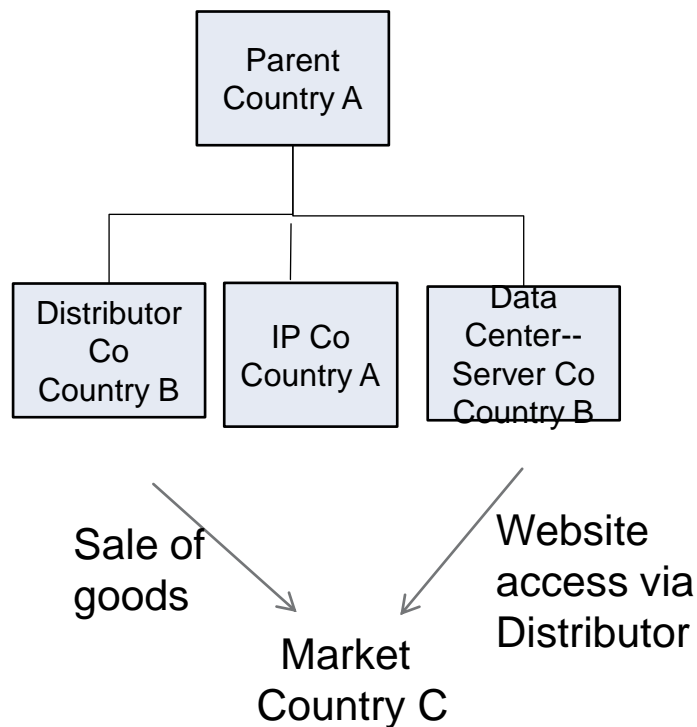 Parent
Country A
Distributor
Co
Country B
IP Co
Country A
Data
Center--
Server Co
Country B
Sale of
goods
Website
access via
Distributor
Market
Country C